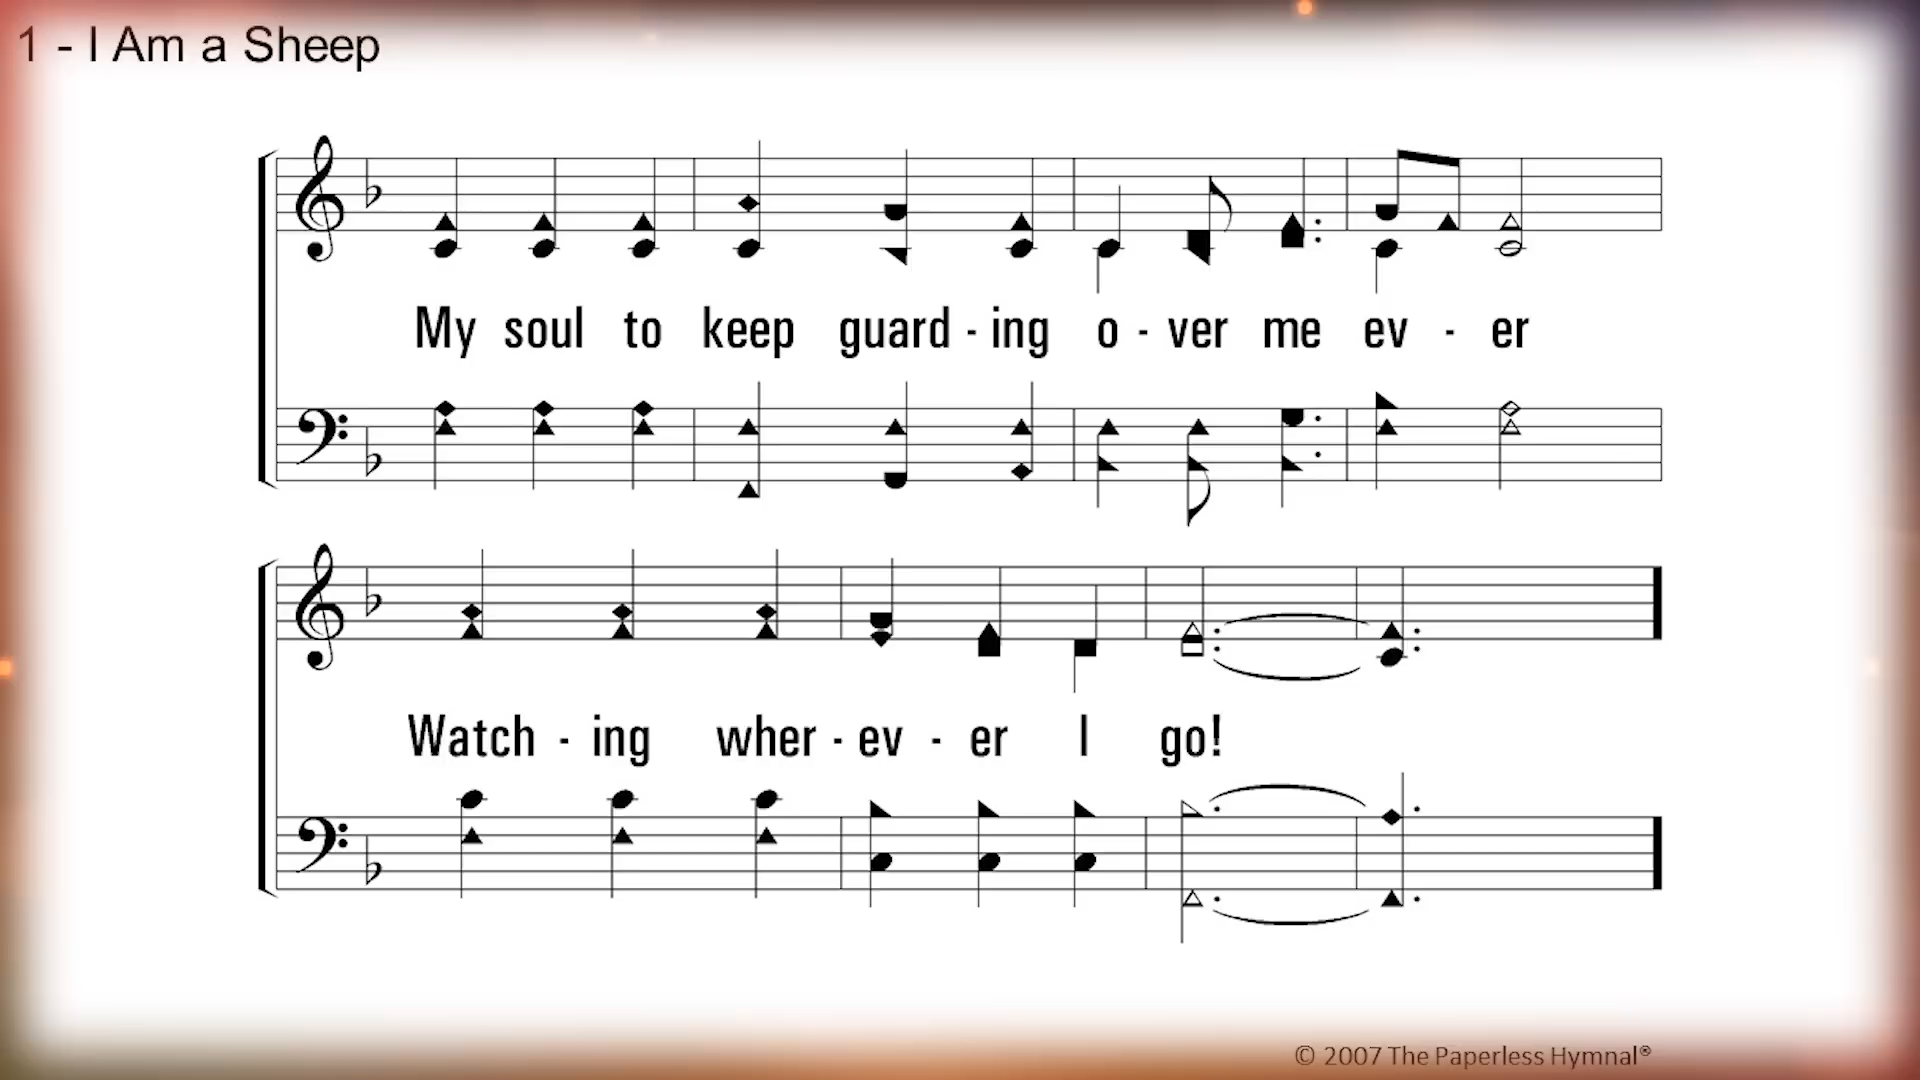 1 - I Am a Sheep
My soul to keep guard - ing o - ver me ev - er
Watch - ing wher - ev - er I go!
© 2007 The Paperless Hymnal®